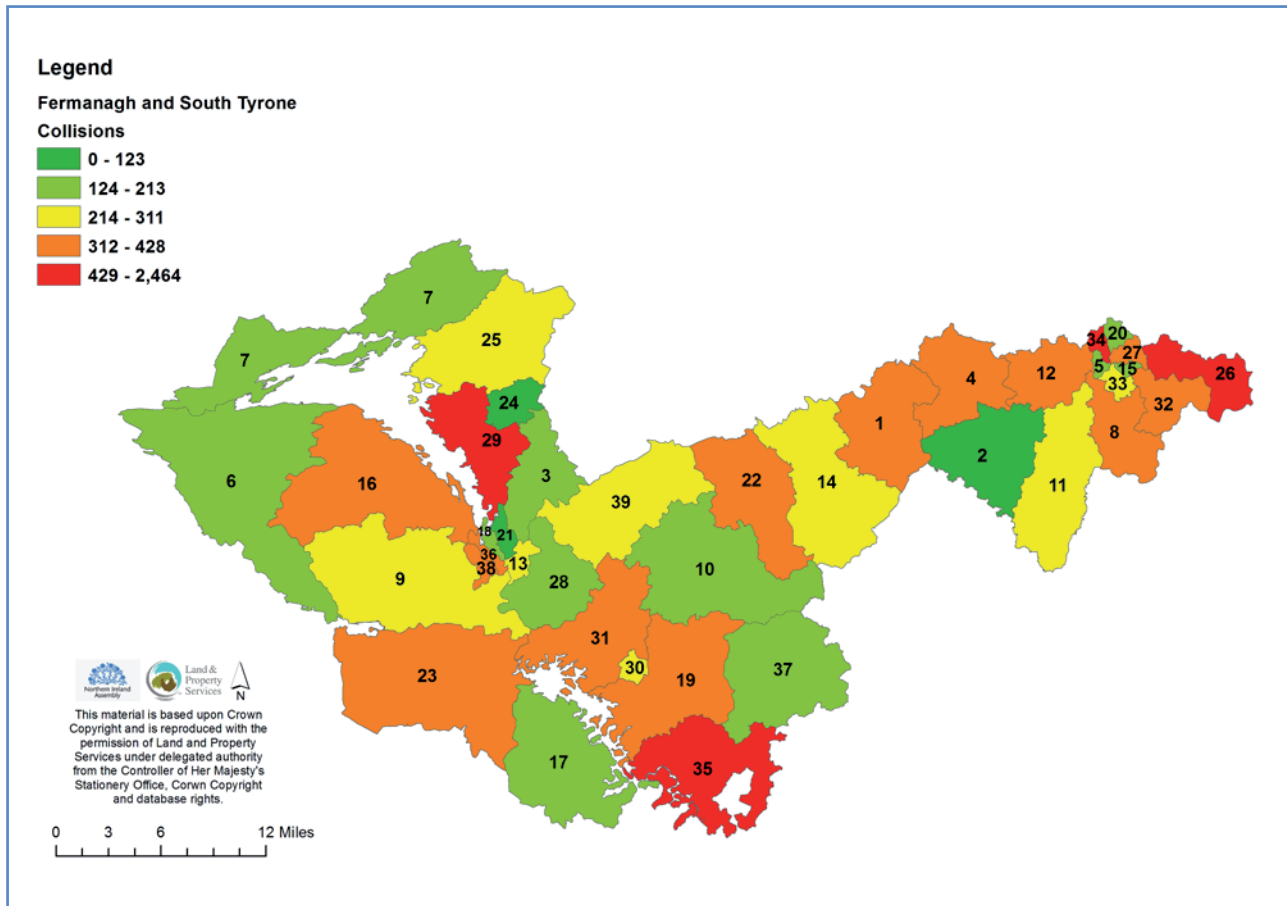 Legend
Fermanagh and South Tyrone
Collisions
0 - 123
124 - 213
214 - 311
312 - 428
429 - 2,464
7
7
25
24
29
6
16
3
18
21
36
38
13
9
28
39
22
14
1
4
12
2
11
34
20
27
5
15
33
26
32
8
10
31
30
19
37
23
17
35
Northern Ireland
Assembly
Land &
Property
Services
N
This material is based upon Crown
Copyright and is reproduced with the
permission of Land and Property
Services under delegated authority
from the Controller of Her Majesty's
Stationery Office, Corwn Copyright
and database rights.
0 3 6 12 Miles